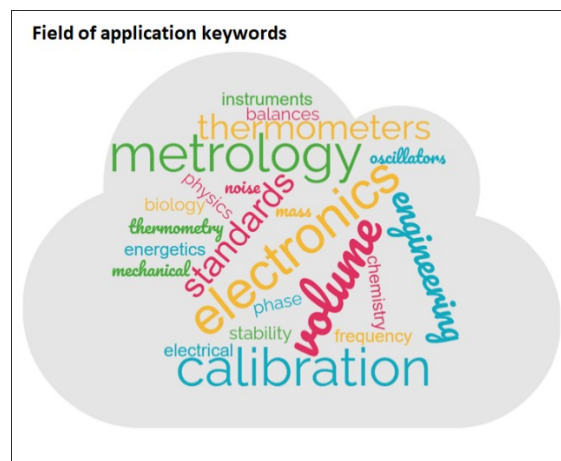 Field of application keywords
instruments
balances
thermometers
metrology
oscillators
physics
noise
standards
biology
mass
electronics
engineering
thermometry
energetics
mechanical
volume
chemistry
phase
stability
frequency
electrical
calibration